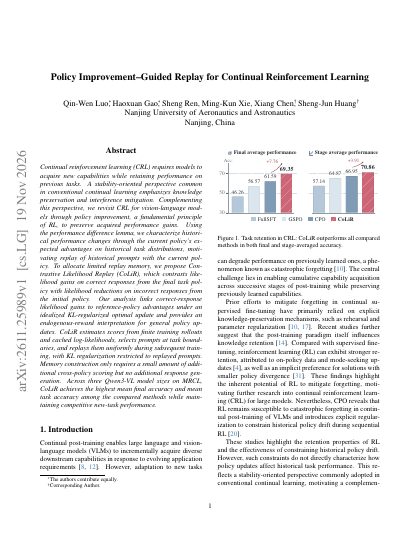 Policy Improvement–Guided Replay for Continual Reinforcement Learning
Qin-Wen Luo*, Haoxuan Gao*, Sheng Ren, Ming-Kun Xie, Xiang Chen, Sheng-Jun Huang†
Nanjing University of Aeronautics and Astronautics
Nanjing, China
arXiv:2611.25989v1 [cs.LG] 19 Nov 2026
Abstract
Continual reinforcement learning (CRL) requires models to
acquire new capabilities while retaining performance on
previous tasks. A stability-oriented perspective common
in conventional continual learning emphasizes knowledge
preservation and interference mitigation. Complementing
this perspective, we revisit CRL for vision-language mod-
els through policy improvement, a fundamental principle
of RL, to preserve acquired performance gains. Using
the performance difference lemma, we characterize histori-
cal performance changes through the current policy's ex-
pected advantages on historical task distributions, moti-
vating replay of historical prompts with the current pol-
icy. To allocate limited replay memory, we propose Con-
trastive Likelihood Replay (CoLiR), which contrasts like-
lihood gains on correct responses from the final task pol-
icy with likelihood reductions on incorrect responses from
the initial policy. Our analysis links correct-response
likelihood gains to reference-policy advantages under an
idealized KL-regularized optimal update and provides an
endogenous-reward interpretation for general policy up-
dates. CoLiR estimates scores from finite training rollouts
and cached log-likelihoods, selects prompts at task bound-
aries, and replays them uniformly during subsequent train-
ing, with KL regularization restricted to replayed prompts.
Memory construction only requires a small amount of addi-
tional cross-policy scoring but no additional response gen-
eration. Across three Qwen3-VL model sizes on MRCL,
CoLiR achieves the highest mean final accuracy and mean
task accuracy among the compared methods while main-
taining competitive new-task performance.
1. Introduction
Continual post-training enables large language and vision-
language models (VLMs) to incrementally acquire diverse
downstream capabilities in response to evolving application
requirements [8, 12]. However, adaptation to new tasks
*The authors contribute equally.
†Corresponding Author.
Final average performance
Stage average performance
+7.76
69.35
61.59
56.57
46.26
+3.91
70.86
66.95
64.87
57.14
70
50
30
FullSFT GSPO CPO CoLiR
Figure 1. Task retention in CRL: CoLiR outperforms all compared
methods in both final and stage-averaged accuracy.
can degrade performance on previously learned ones, a phe-
nomenon known as catastrophic forgetting [10]. The central
challenge lies in enabling cumulative capability acquisition
across successive stages of post-training while preserving
previously learned capabilities.
Prior efforts to mitigate forgetting in continual su-
pervised fine-tuning have primarily relied on explicit
knowledge-preservation mechanisms, such as rehearsal and
parameter regularization [10, 17]. Recent studies further
suggest that the post-training paradigm itself influences
knowledge retention [14]. Compared with supervised fine-
tuning, reinforcement learning (RL) can exhibit stronger re-
tention, attributed to on-policy data and mode-seeking up-
dates [4], as well as an implicit preference for solutions with
smaller policy divergence [31]. These findings highlight
the inherent potential of RL to mitigate forgetting, moti-
vating further research into continual reinforcement learn-
ing (CRL) for large models. Nevertheless, CPO reveals that
RL remains susceptible to catastrophic forgetting in contin-
ual post-training of VLMs and introduces explicit regular-
ization to constrain historical policy drift during sequential
RL [20].
These studies highlight the retention properties of RL
and the effectiveness of constraining historical policy drift.
However, such constraints do not directly characterize how
policy updates affect historical task performance. This re-
flects a stability-oriented perspective commonly adopted in
conventional continual learning, motivating a complemen-
1